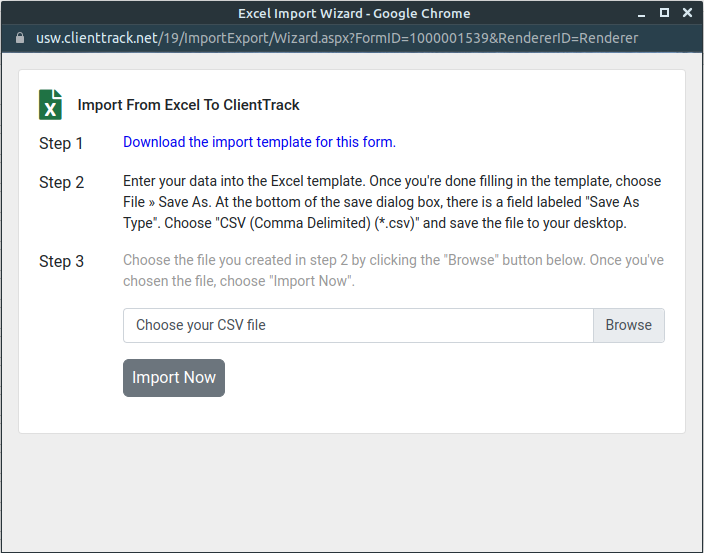 Excel Import Wizard - Google Chrome
usw.clienttrack.net/19/ImportExport/Wizard.aspx?FormID=1000001539&RendererID=Renderer
X
Import From Excel To ClientTrack
Step 1
Download the import template for this form.
Step 2
Enter your data into the Excel template. Once you're done filling in the template, choose
File » Save As. At the bottom of the save dialog box, there is a field labeled "Save As
Type". Choose "CSV (Comma Delimited) (*.csv)" and save the file to your desktop.
Step 3
Choose the file you created in step 2 by clicking the "Browse" button below. Once you've
chosen the file, choose "Import Now".
Choose your CSV file
Browse
Import Now